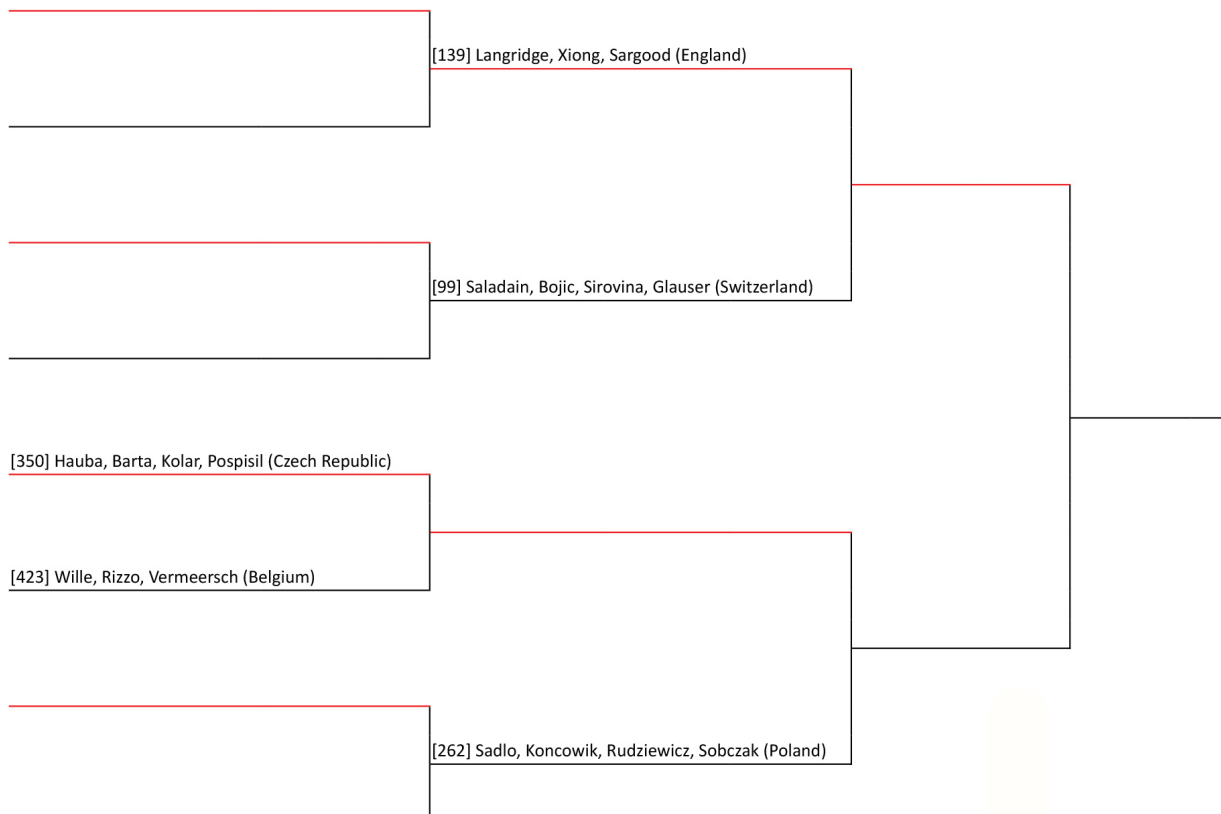 [139] Langridge, Xiong, Sargood (England)
[99] Saladain, Bojic, Sirovina, Glauser (Switzerland)
[350] Hauba, Barta, Kolar, Pospisil (Czech Republic)
[423] Wille, Rizzo, Vermeersch (Belgium)
[262] Sadlo, Koncowik, Rudziewicz, Sobczak (Poland)